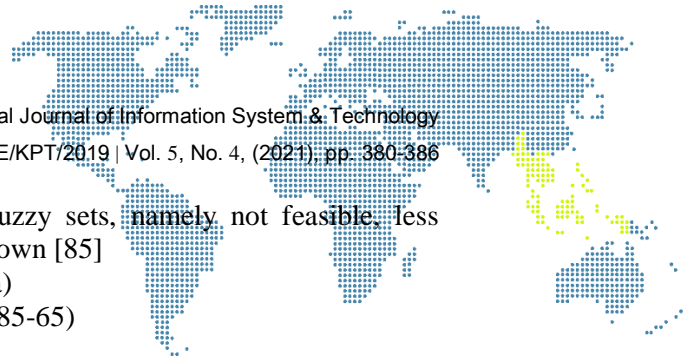 al Journal of Information System & Technology
E/KPT/2019 | Vol. 5, No. 4, (2021), pp. 380-386
uzzy sets, namely not feasible, less
own [85]
)
85-65)